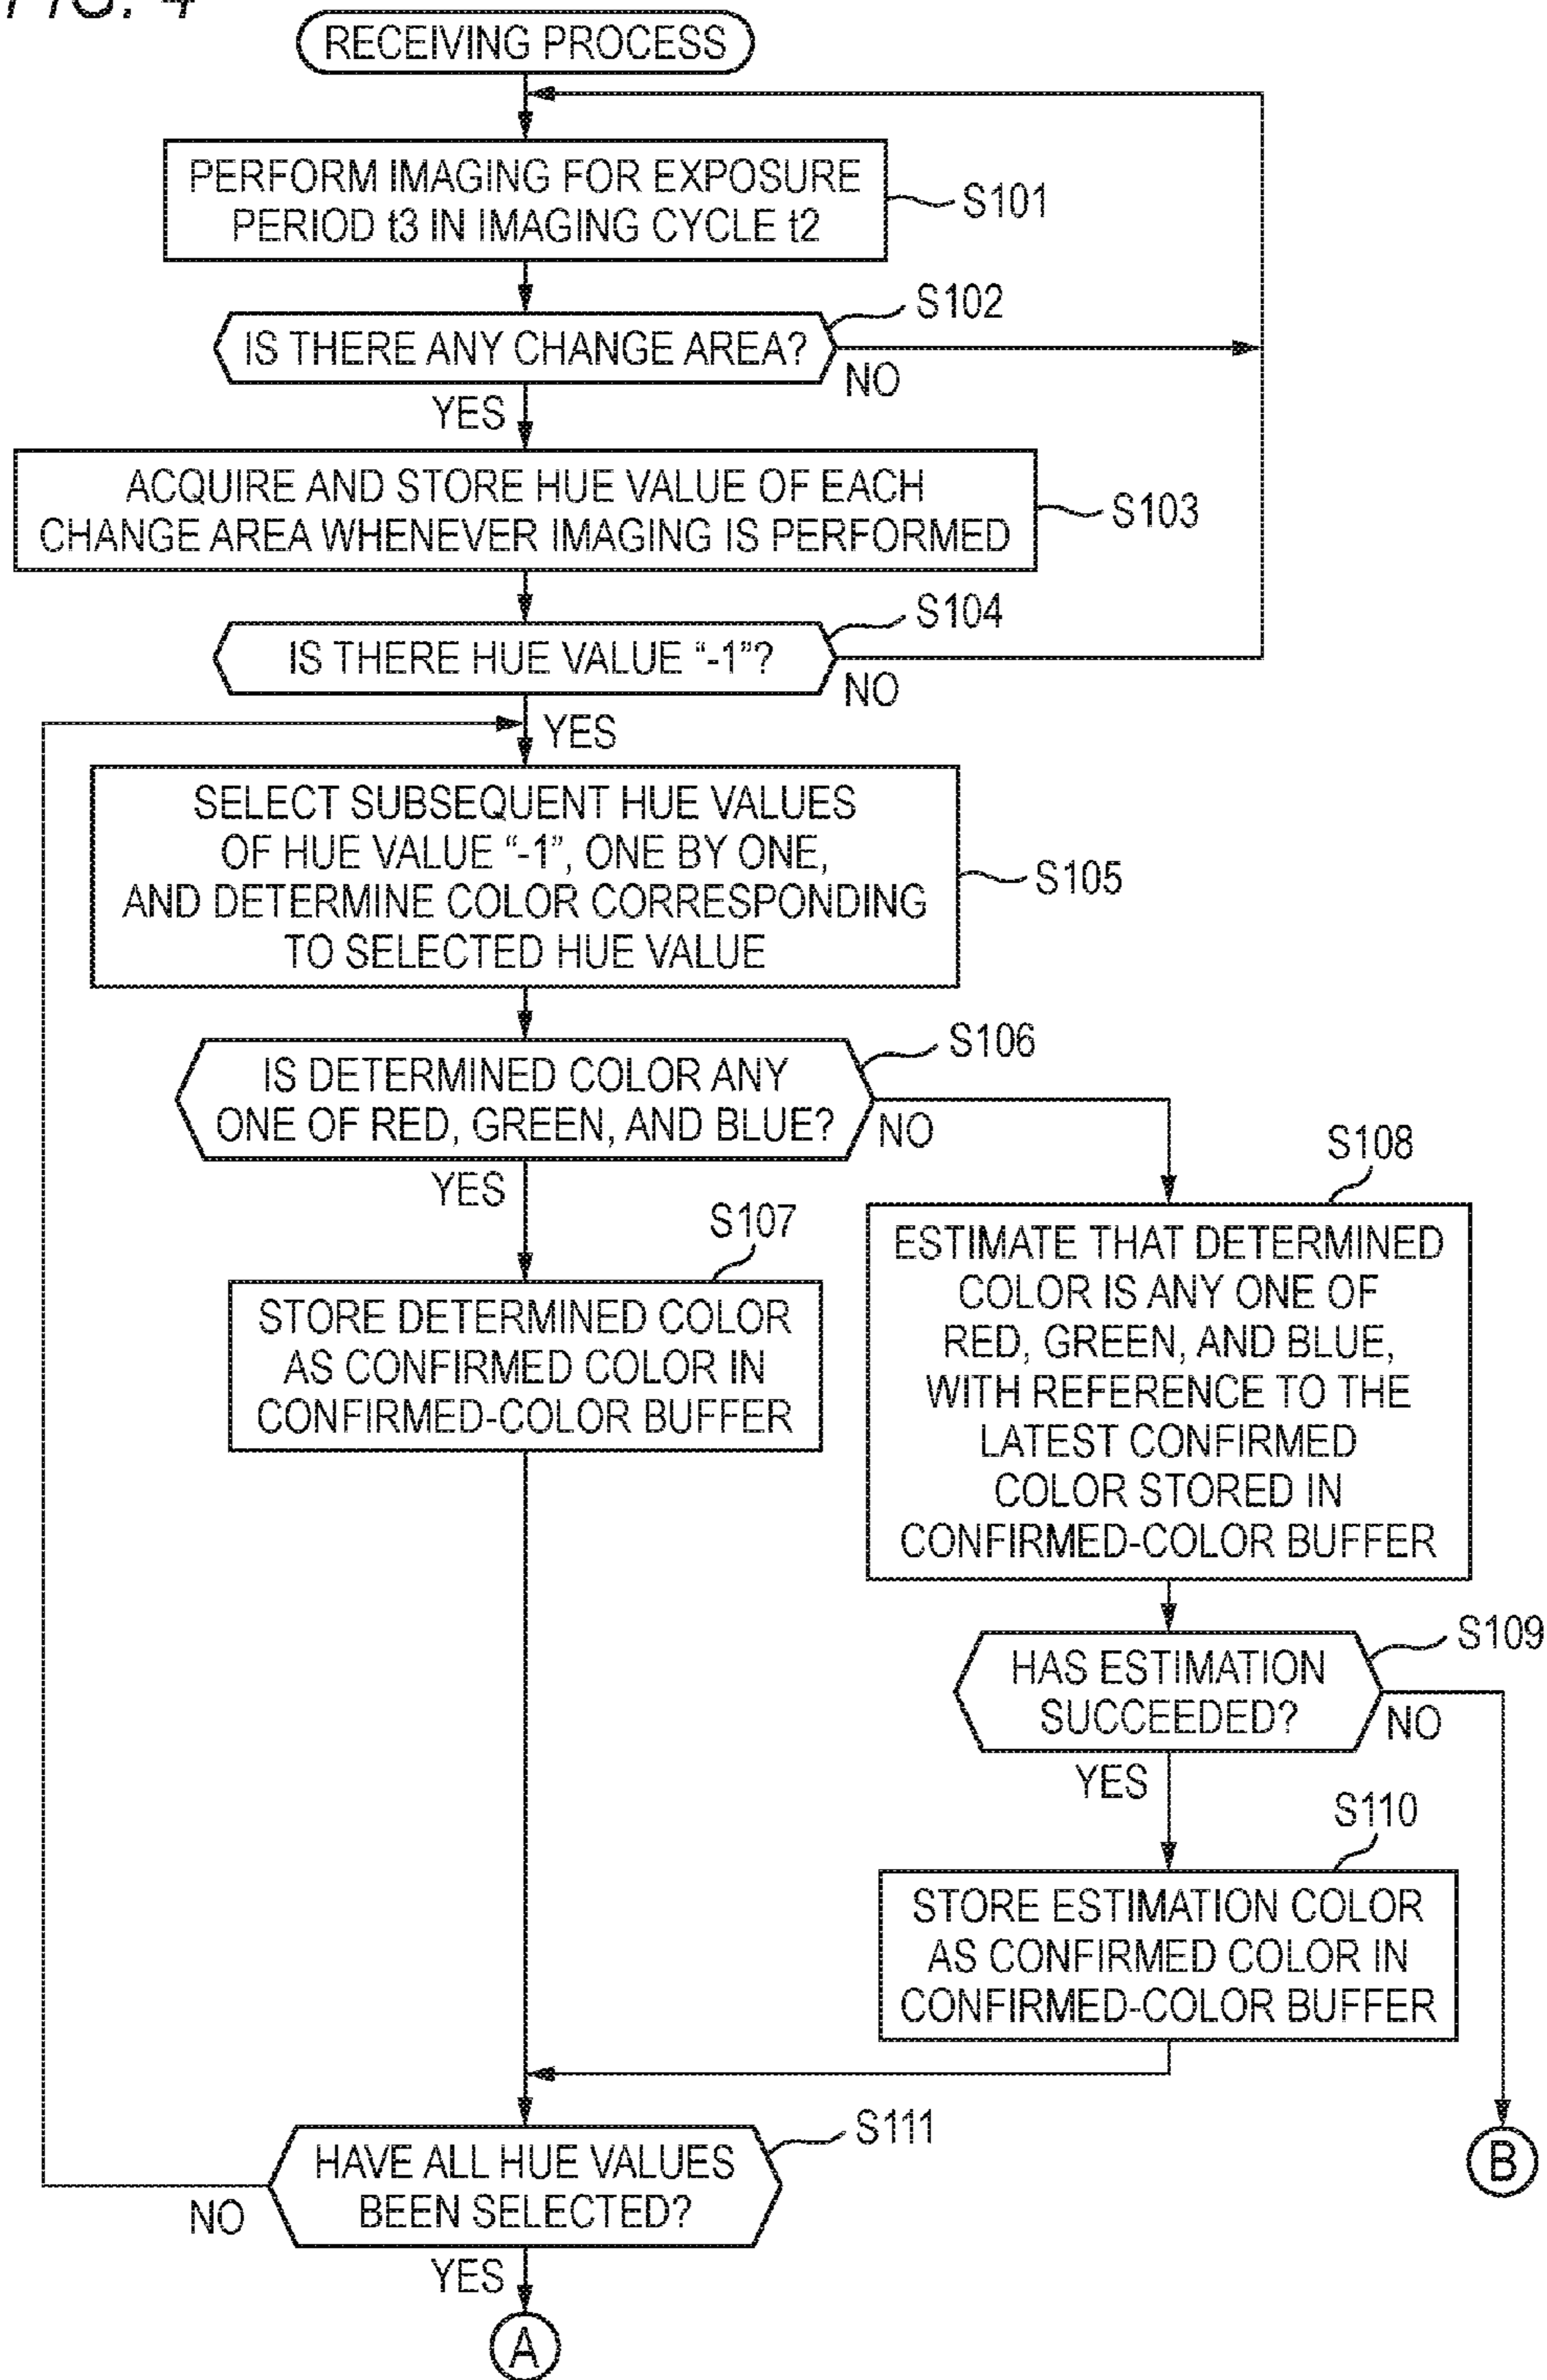 FIG. 4
RECEIVING PROCESS
PERFORM IMAGING FOR EXPOSURE
PERIOD t3 IN IMAGING CYCLE t2
S101
IS THERE ANY CHANGE AREA?
S102
NO
YES
ACQUIRE AND STORE HUE VALUE OF EACH
CHANGE AREA WHENEVER IMAGING IS PERFORMED
S103
IS THERE HUE VALUE “-1”?
S104
NO
YES
SELECT SUBSEQUENT HUE VALUES
OF HUE VALUE “-1”, ONE BY ONE,
AND DETERMINE COLOR CORRESPONDING
TO SELECTED HUE VALUE
S105
IS DETERMINED COLOR ANY
ONE OF RED, GREEN, AND BLUE?
S106
NO
YES
S107
STORE DETERMINED COLOR
AS CONFIRMED COLOR IN
CONFIRMED-COLOR BUFFER
S108
ESTIMATE THAT DETERMINED
COLOR IS ANY ONE OF
RED, GREEN, AND BLUE,
WITH REFERENCE TO THE
LATEST CONFIRMED
COLOR STORED IN
CONFIRMED-COLOR BUFFER
S109
HAS ESTIMATION
SUCCEEDED?
NO
YES
S110
STORE ESTIMATION COLOR
AS CONFIRMED COLOR IN
CONFIRMED-COLOR BUFFER
S111
HAVE ALL HUE VALUES
BEEN SELECTED?
NO
YES
B
A